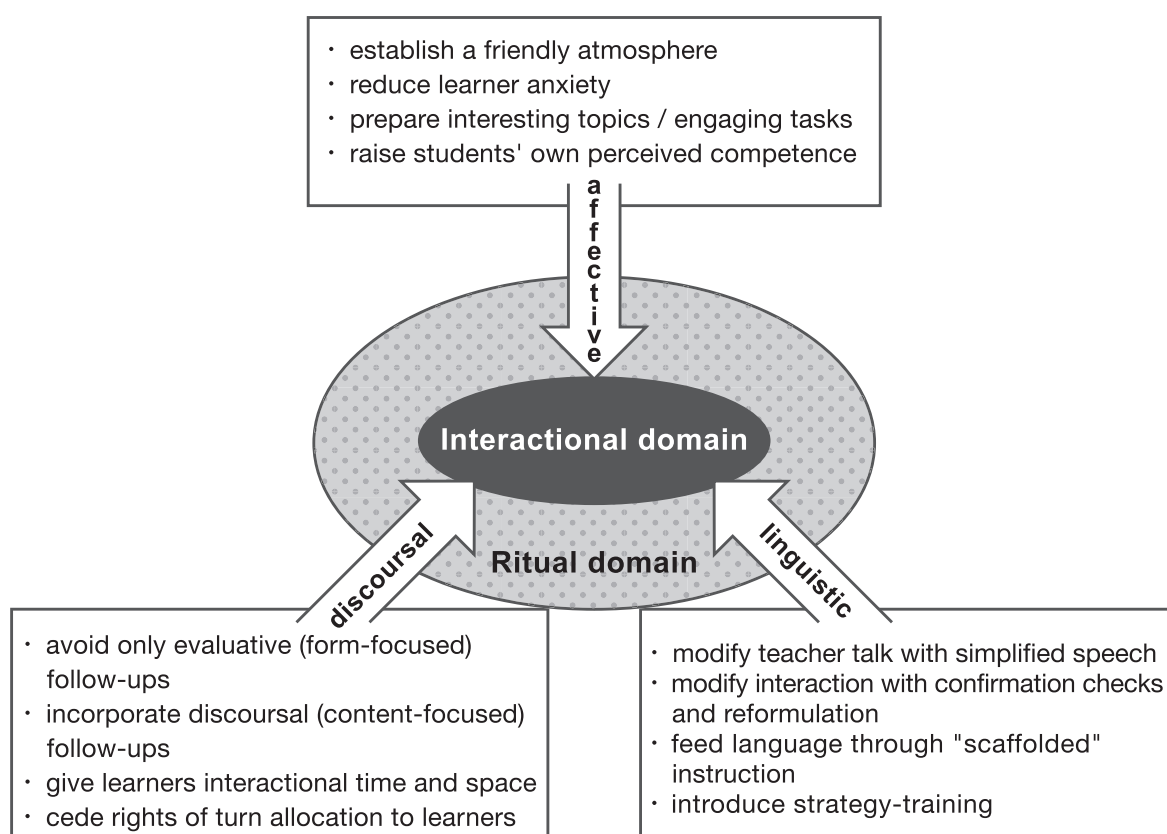 · establish a friendly atmosphere
· reduce learner anxiety
· prepare interesting topics / engaging tasks
· raise students' own perceived competence
affective
Interactional domain
Ritual domain
discoursal
linguistic
· avoid only evaluative (form-focused)
follow-ups
· incorporate discoursal (content-focused)
follow-ups
· give learners interactional time and space
· cede rights of turn allocation to learners
· modify teacher talk with simplified speech
· modify interaction with confirmation checks
and reformulation
· feed language through "scaffolded"
instruction
· introduce strategy-training